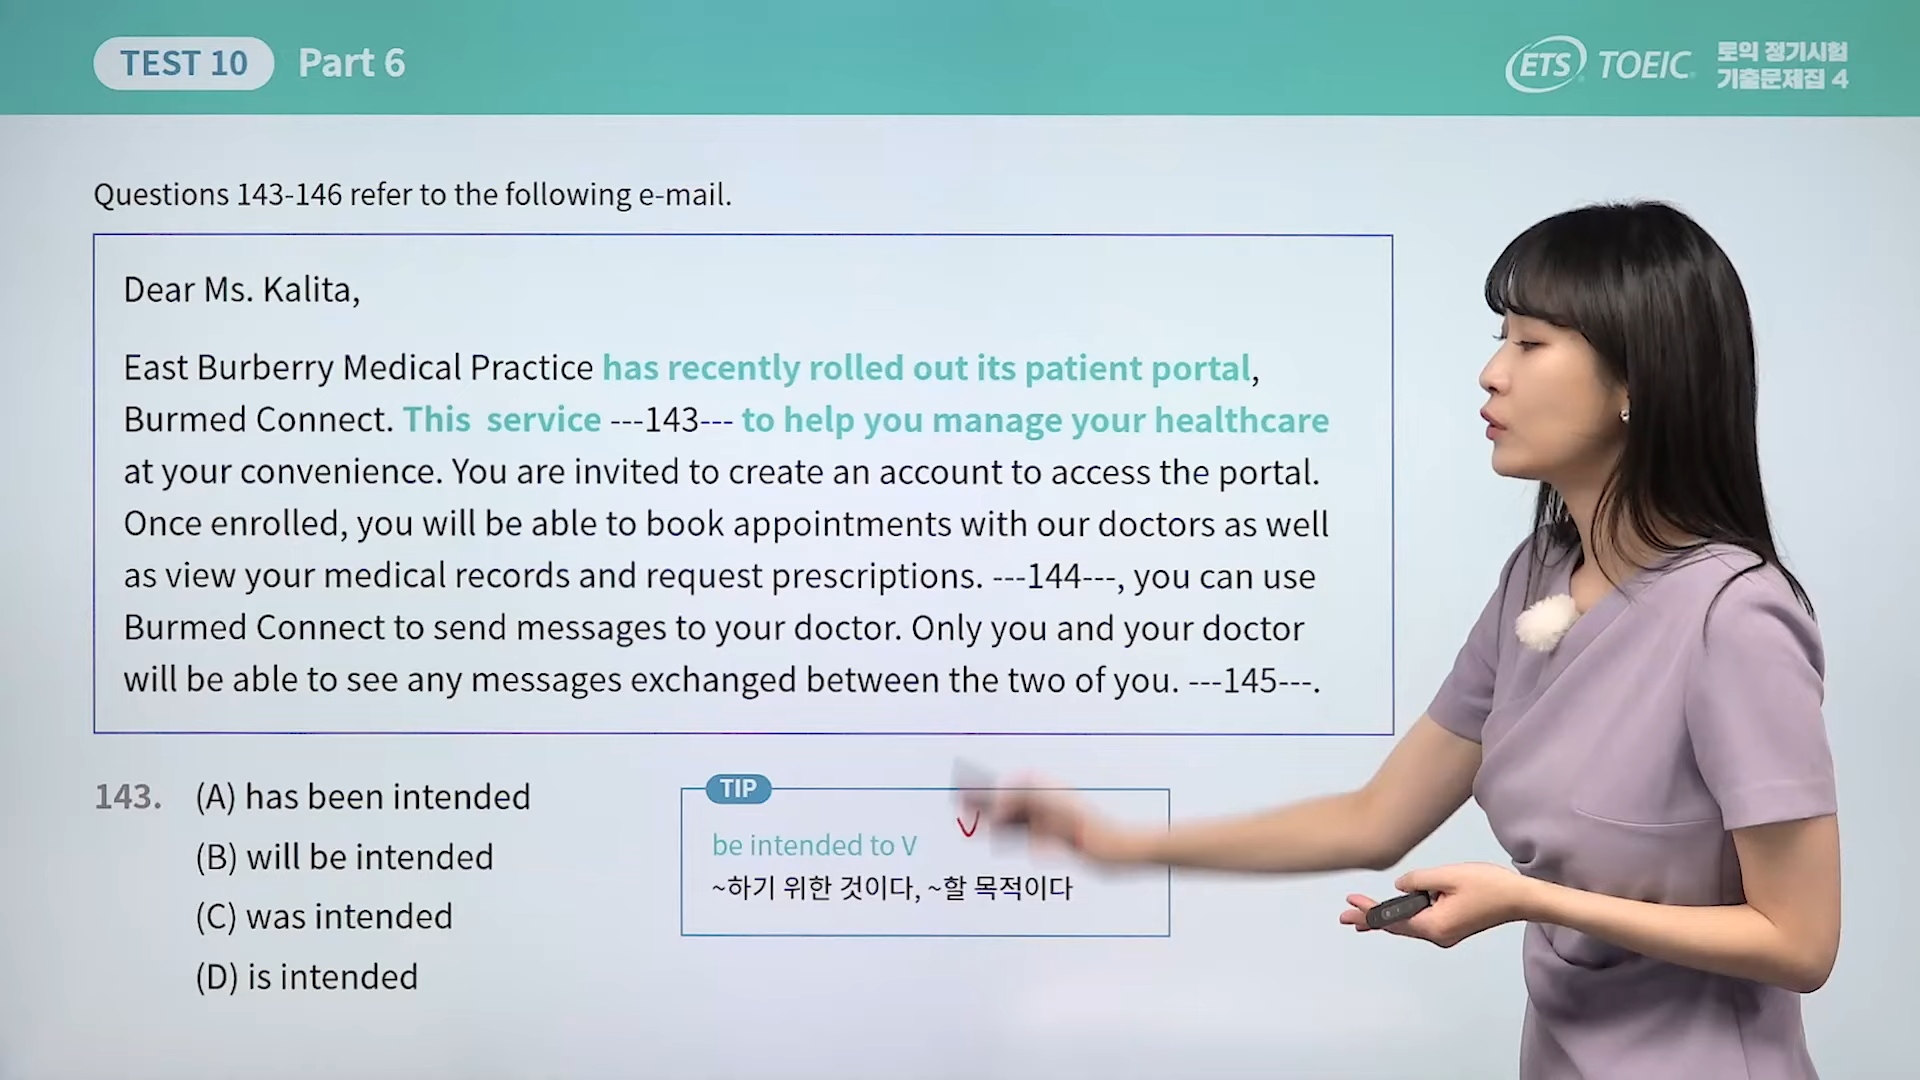 TEST 10
Part 6
ETS TOEIC
토익 정기시험
기출문제집 4
Questions 143-146 refer to the following e-mail.
Dear Ms. Kalita,
East Burberry Medical Practice has recently rolled out its patient portal,
Burmed Connect. This service ---143--- to help you manage your healthcare
at your convenience. You are invited to create an account to access the portal.
Once enrolled, you will be able to book appointments with our doctors as well
as view your medical records and request prescriptions. ---144---, you can use
Burmed Connect to send messages to your doctor. Only you and your doctor
will be able to see any messages exchanged between the two of you. ---145---.
143. (A) has been intended
(B) will be intended
(C) was intended
(D) is intended
TIP
be intended to V
~하기 위한 것이다, ~할 목적이다